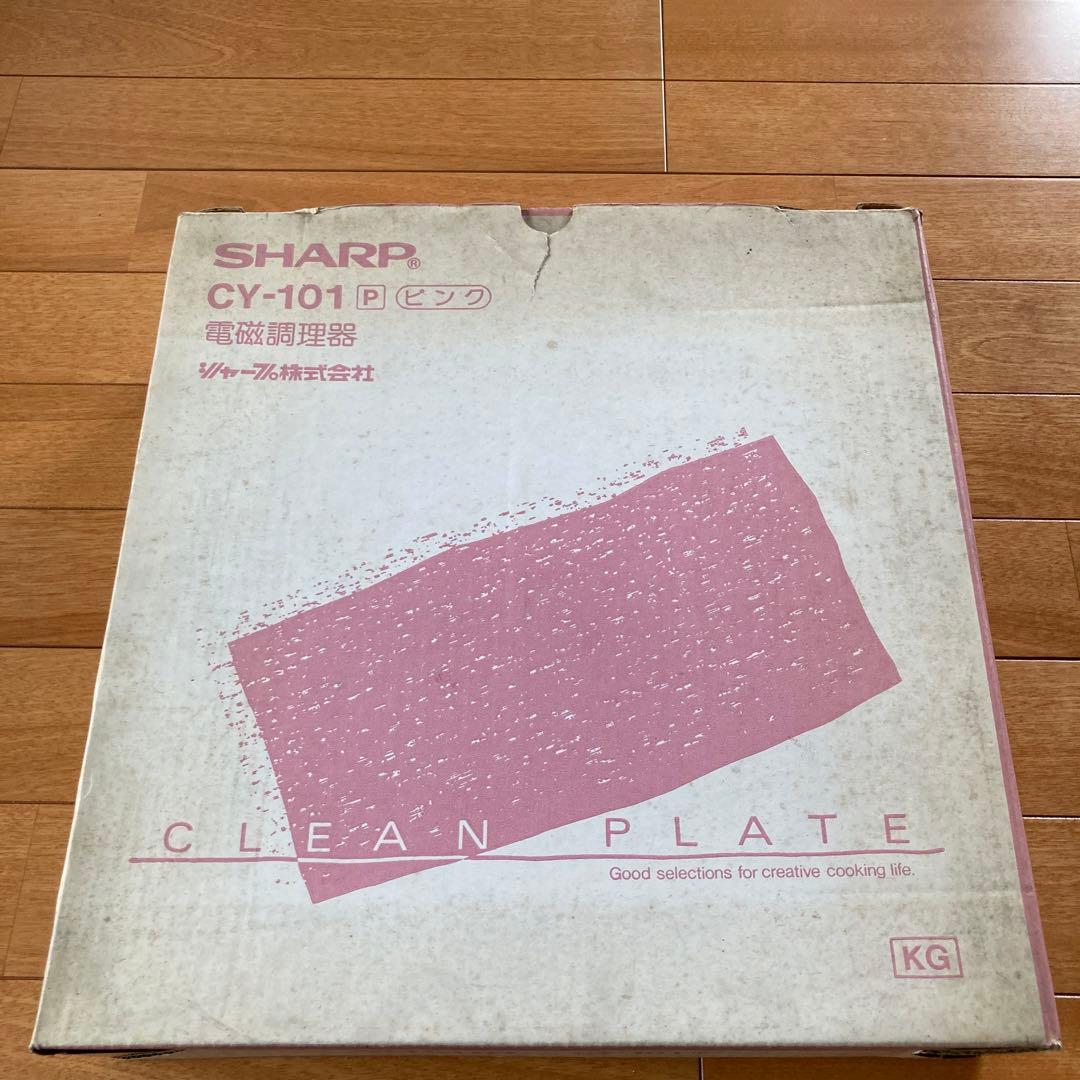 SHARP®
CY-101 P ピンク
電磁調理器
シャープ株式会社
CLEAN PLATE
Good selections for creative cooking life.
KG